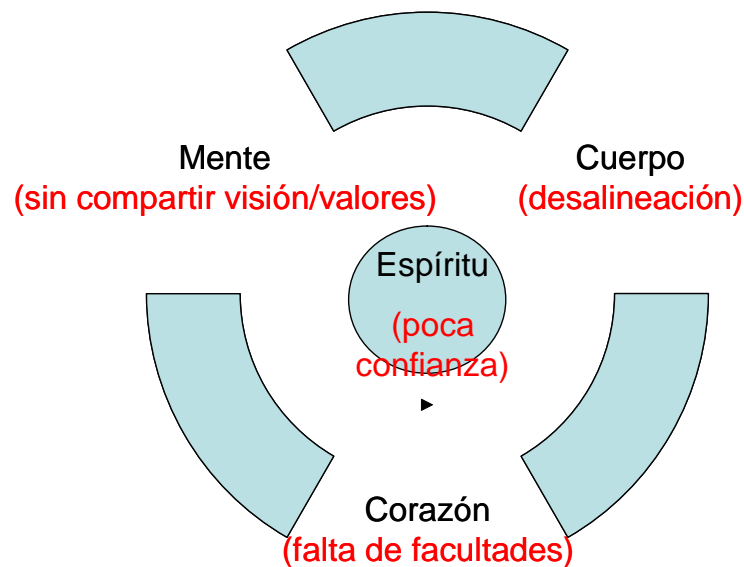 Mente
(sin compartir visión/valores)
Cuerpo
(desalineación)
Espíritu
(poca
confianza)
Corazón
(falta de facultades)